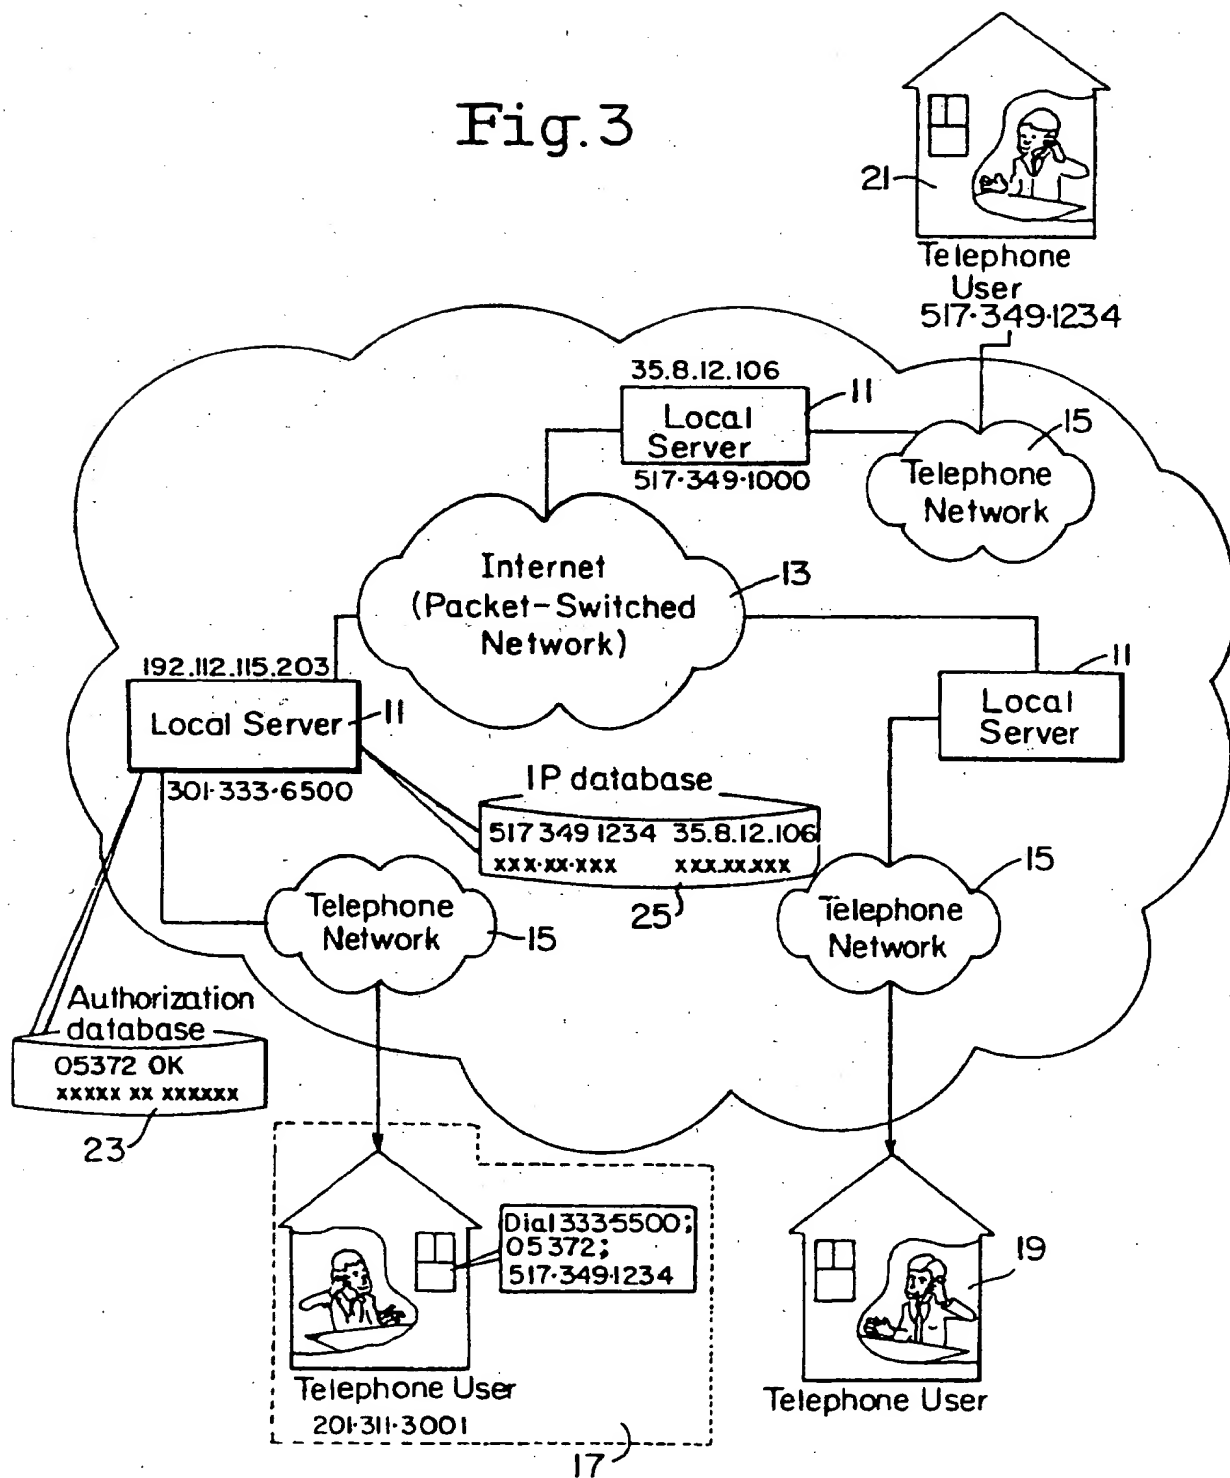 Fig. 3
21
Telephone
User
517·349·1234
35.8.12.106
11
Local
Server
517·349·1000
15
Telephone
Network
Internet
(Packet-Switched
Network)
13
192.112.115.203
Local Server
11
301·333·6500
11
Local
Server
IP database
517 349 1234 35.8.12.106
xxx·xx·xxx xxx.xx.xxx
25
Telephone
Network
15
15
Telephone
Network
Authorization
database
05372 OK
xxxxx xx xxxxxx
23
Dial 333·5500;
05372;
517·349·1234
Telephone User
201·311·3001
17
19
Telephone User